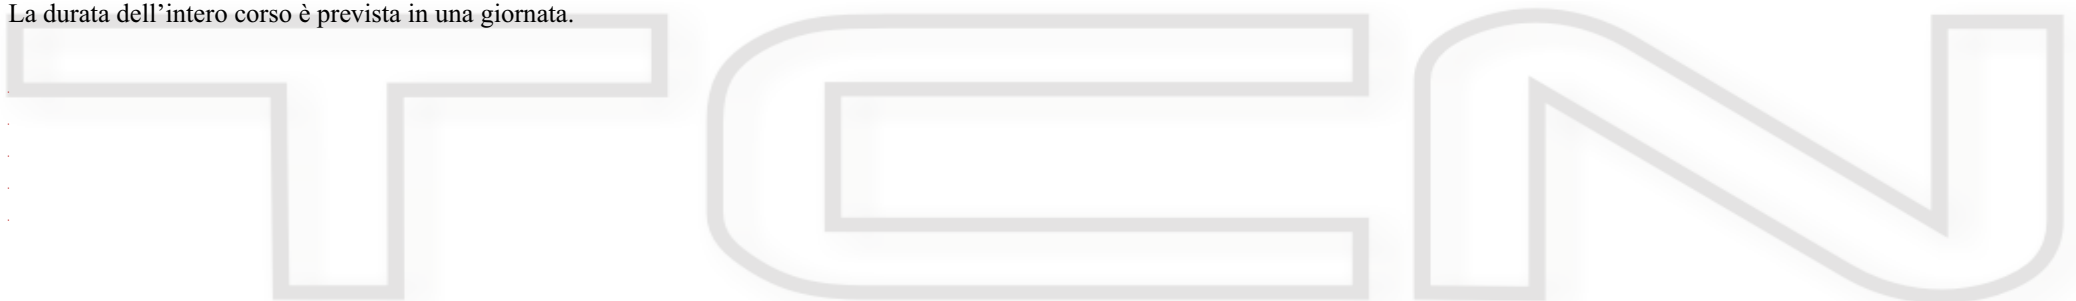 La durata dell’intero corso è prevista in una giornata.
TCN